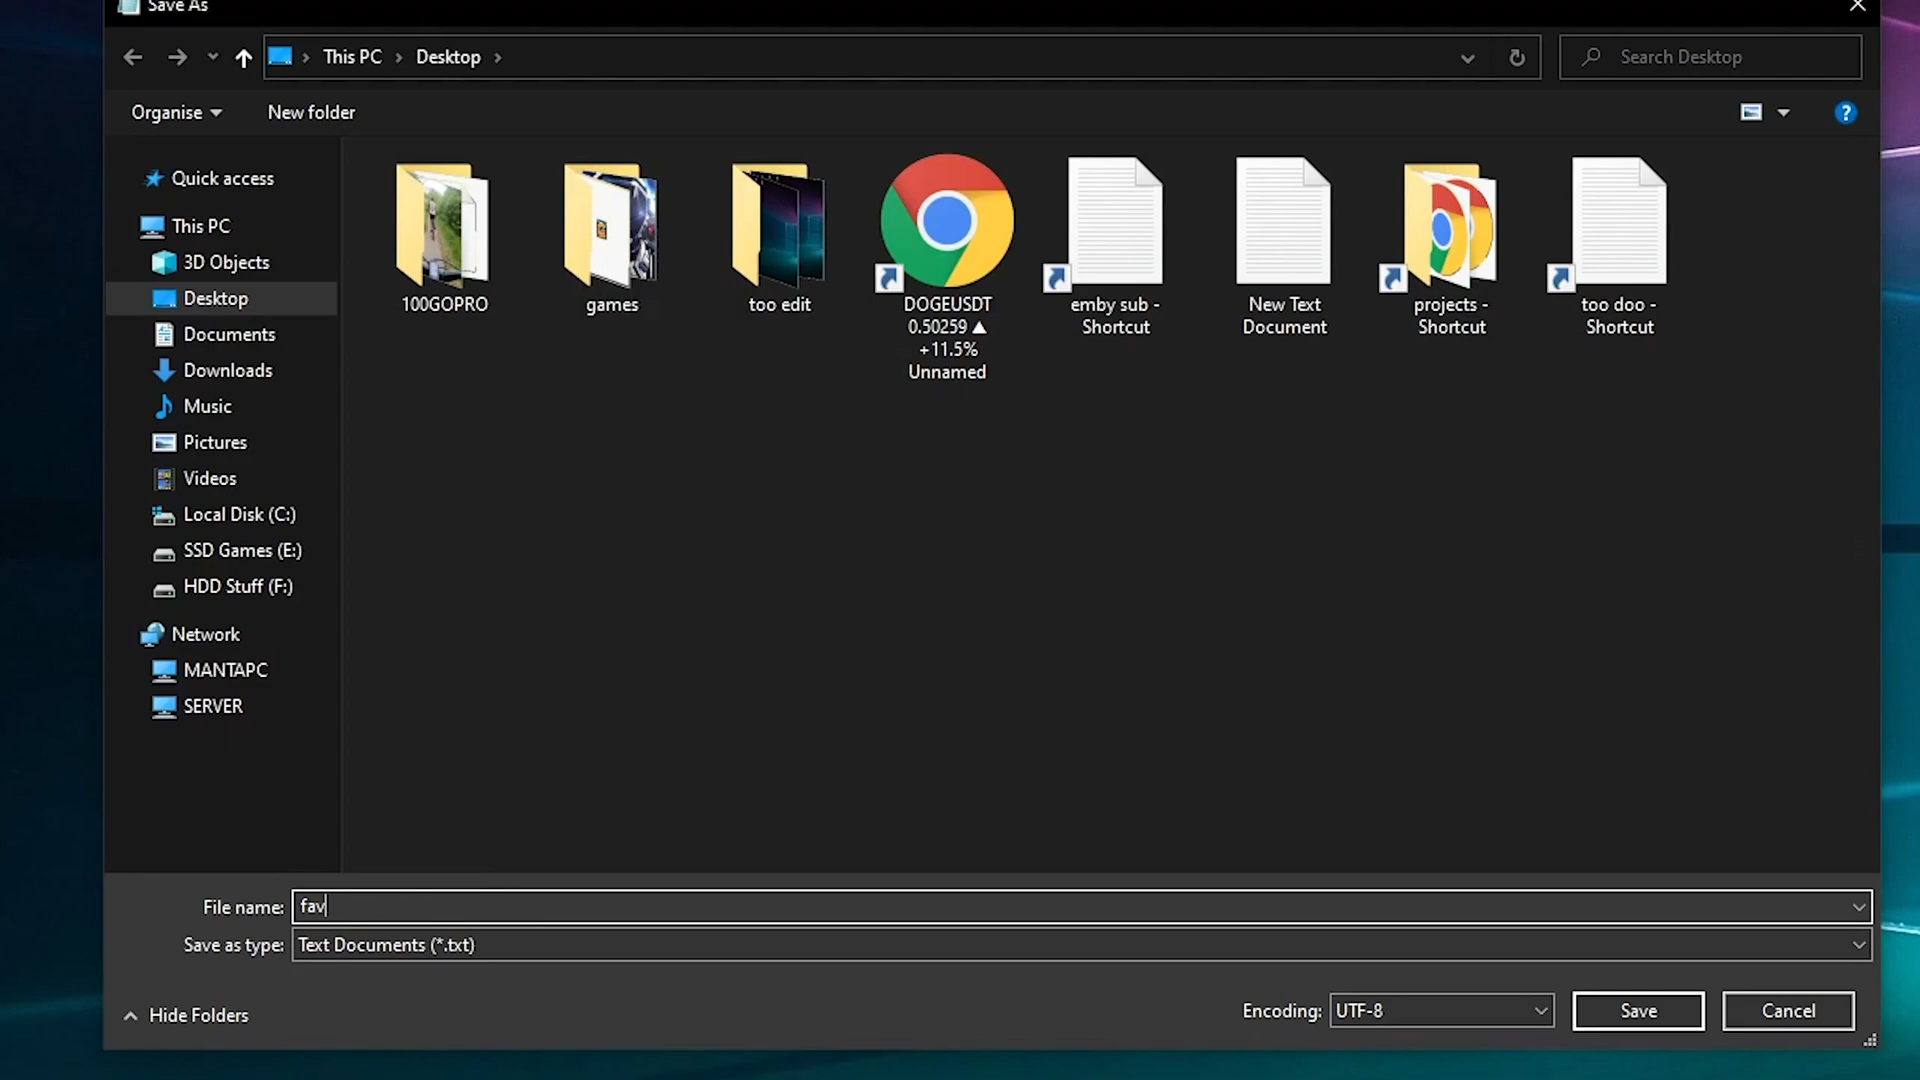 Save As
This PC
Desktop
Search Desktop
Organise
New folder
?
Quick access
This PC
3D Objects
Desktop
Documents
Downloads
Music
Pictures
Videos
Local Disk (C:)
SSD Games (E:)
HDD Stuff (F:)
Network
MANTAPC
SERVER
100GOPRO
games
too edit
DOGEUSDT
0.50259 ▲
+11.5%
Unnamed
emby sub -
Shortcut
New Text
Document
projects -
Shortcut
too doo -
Shortcut
File name: fav
Save as type: Text Documents (*.txt)
Hide Folders
Encoding: UTF-8
Save
Cancel